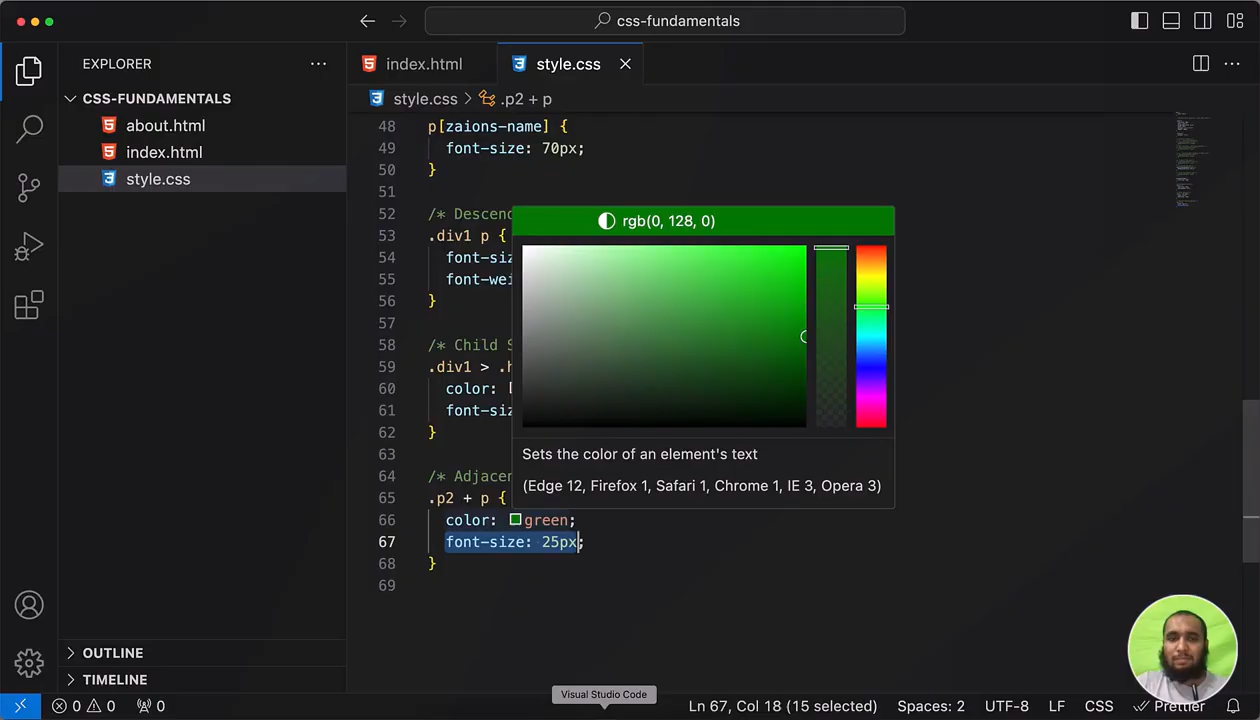 css-fundamentals
EXPLORER
index.html
style.css
CSS-FUNDAMENTALS
about.html
index.html
style.css
style.css > .p2 + p
48 p[zaions-name] {
49 font-size: 70px;
50 }
51
52 /* Descend
53 .div1 p {
54 font-siz
55 font-wei
56 }
57
58 /* Child S
59 .div1 > .h
60 color:
61 font-siz
62 }
63
64 /* Adjacen
65 .p2 + p {
66 color: green;
67 font-size: 25px;
68 }
69
rgb(0, 128, 0)
Sets the color of an element's text
(Edge 12, Firefox 1, Safari 1, Chrome 1, IE 3, Opera 3)
OUTLINE
TIMELINE
Visual Studio Code
0 0 0
Ln 67, Col 18 (15 selected)
Spaces: 2
UTF-8
LF
CSS
Prettier